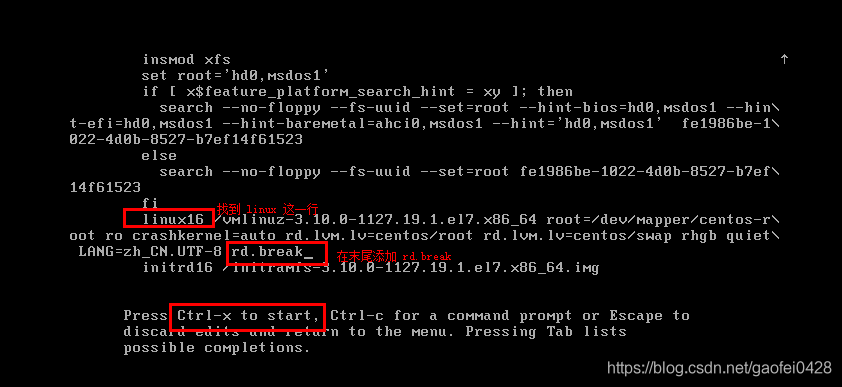 insmod xfs
set root='hd0,msdos1'
if [ x$feature_platform_search_hint = xy ]; then
search --no-floppy --fs-uuid --set=root --hint-bios=hd0,msdos1 --hin\
t-efi=hd0,msdos1 --hint-baremetal=ahci0,msdos1 --hint='hd0,msdos1'  fe1986be-1\
022-4d0b-8527-b7ef14f61523
else
search --no-floppy --fs-uuid --set=root fe1986be-1022-4d0b-8527-b7ef\
14f61523
fi
找到 linux 这一行
linux16 /vmlinuz-3.10.0-1127.19.1.el7.x86_64 root=/dev/mapper/centos-r\
oot ro crashkernel=auto rd.lvm.lv=centos/root rd.lvm.lv=centos/swap rhgb quiet\
LANG=zh_CN.UTF-8 rd.break_ 在末尾添加 rd.break
initrd16 /initramfs-3.10.0-1127.19.1.el7.x86_64.img
Press Ctrl-x to start, Ctrl-c for a command prompt or Escape to
discard edits and return to the menu. Pressing Tab lists
possible completions.
https://blog.csdn.net/gaofei0428